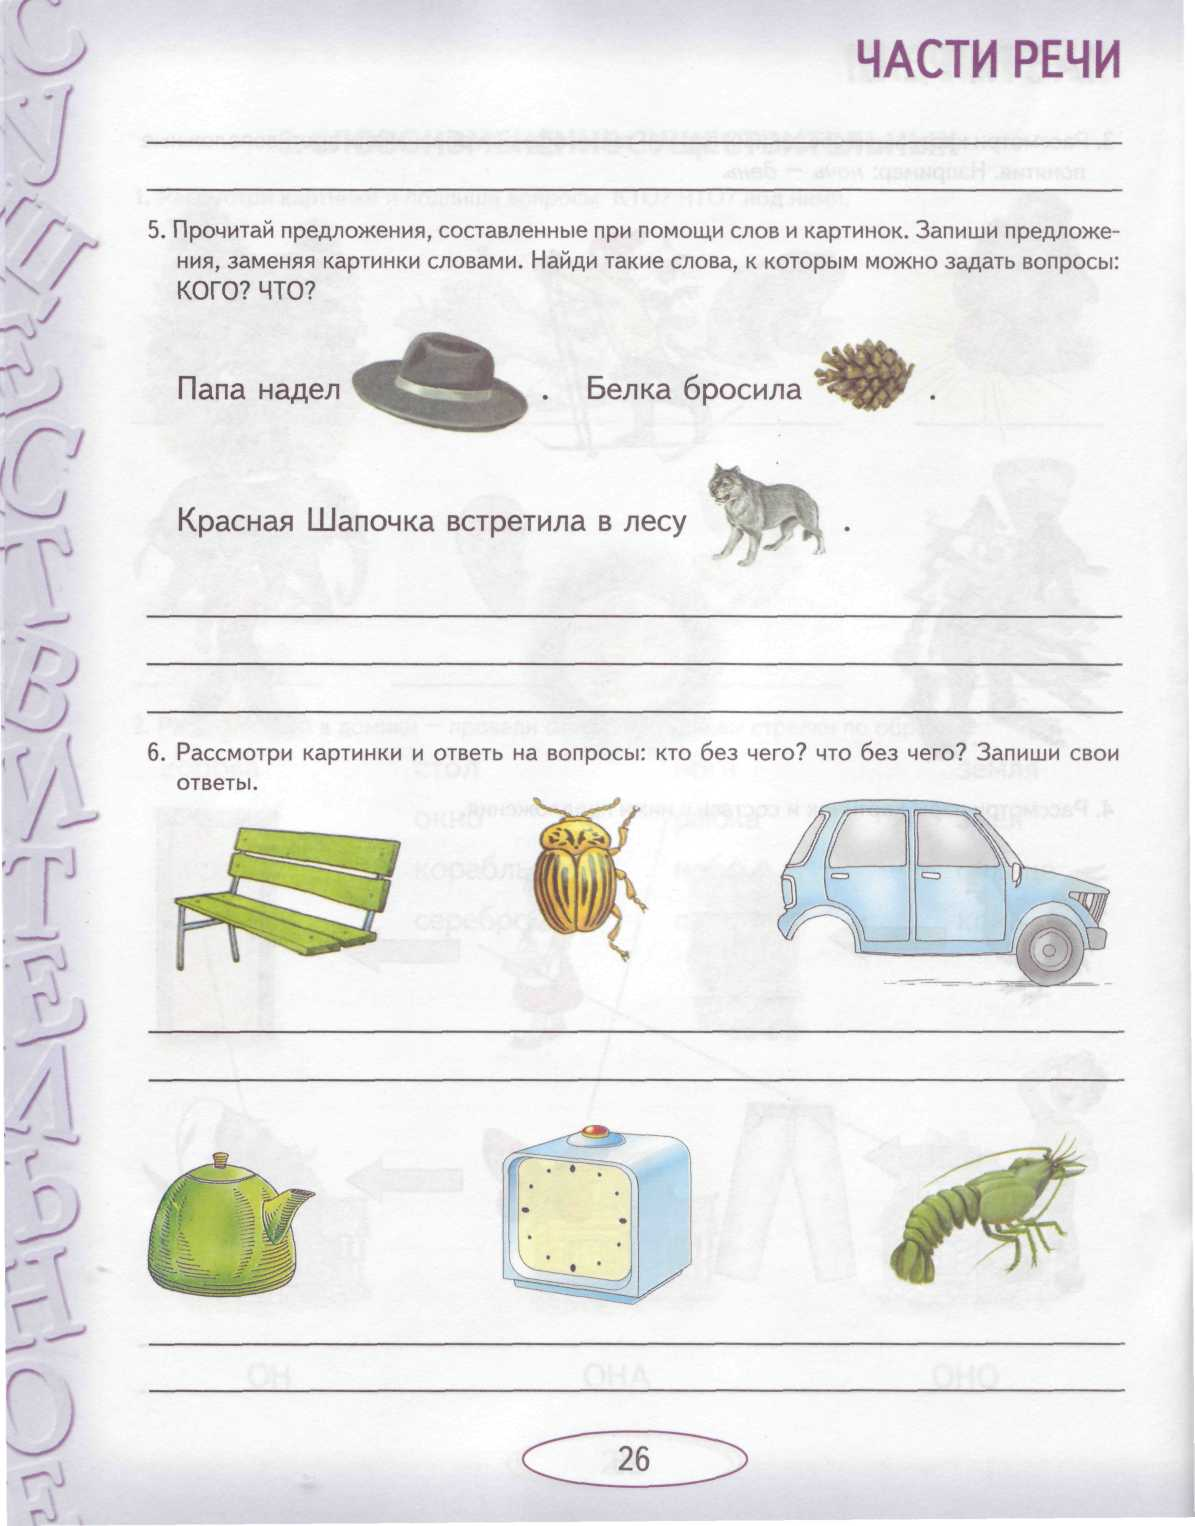 ЧАСТИ РЕЧИ
5. Прочитай предложения, составленные при помощи слов и картинок. Запиши предложе-
ния, заменяя картинки словами. Найди такие слова, к которым можно задать вопросы:
КОГО? ЧТО?
Папа надел . Белка бросила .
Красная Шапочка встретила в лесу .
6. Рассмотри картинки и ответь на вопросы: кто без чего? что без чего? Запиши свои
ответы.
26
СУЩЕСТВИТЕЛЬНОЕ